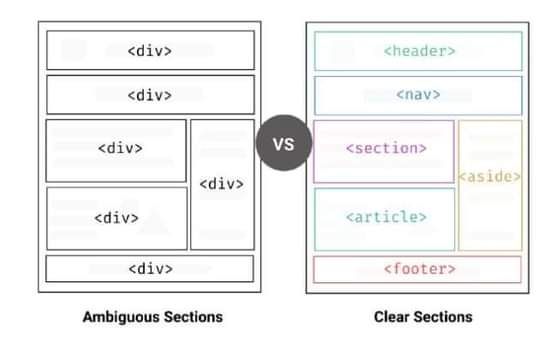 <div>
<div>
<div>
<div>
<div>
<div>
Ambiguous Sections
VS
<header>
<nav>
<section>
<aside>
<article>
<footer>
Clear Sections